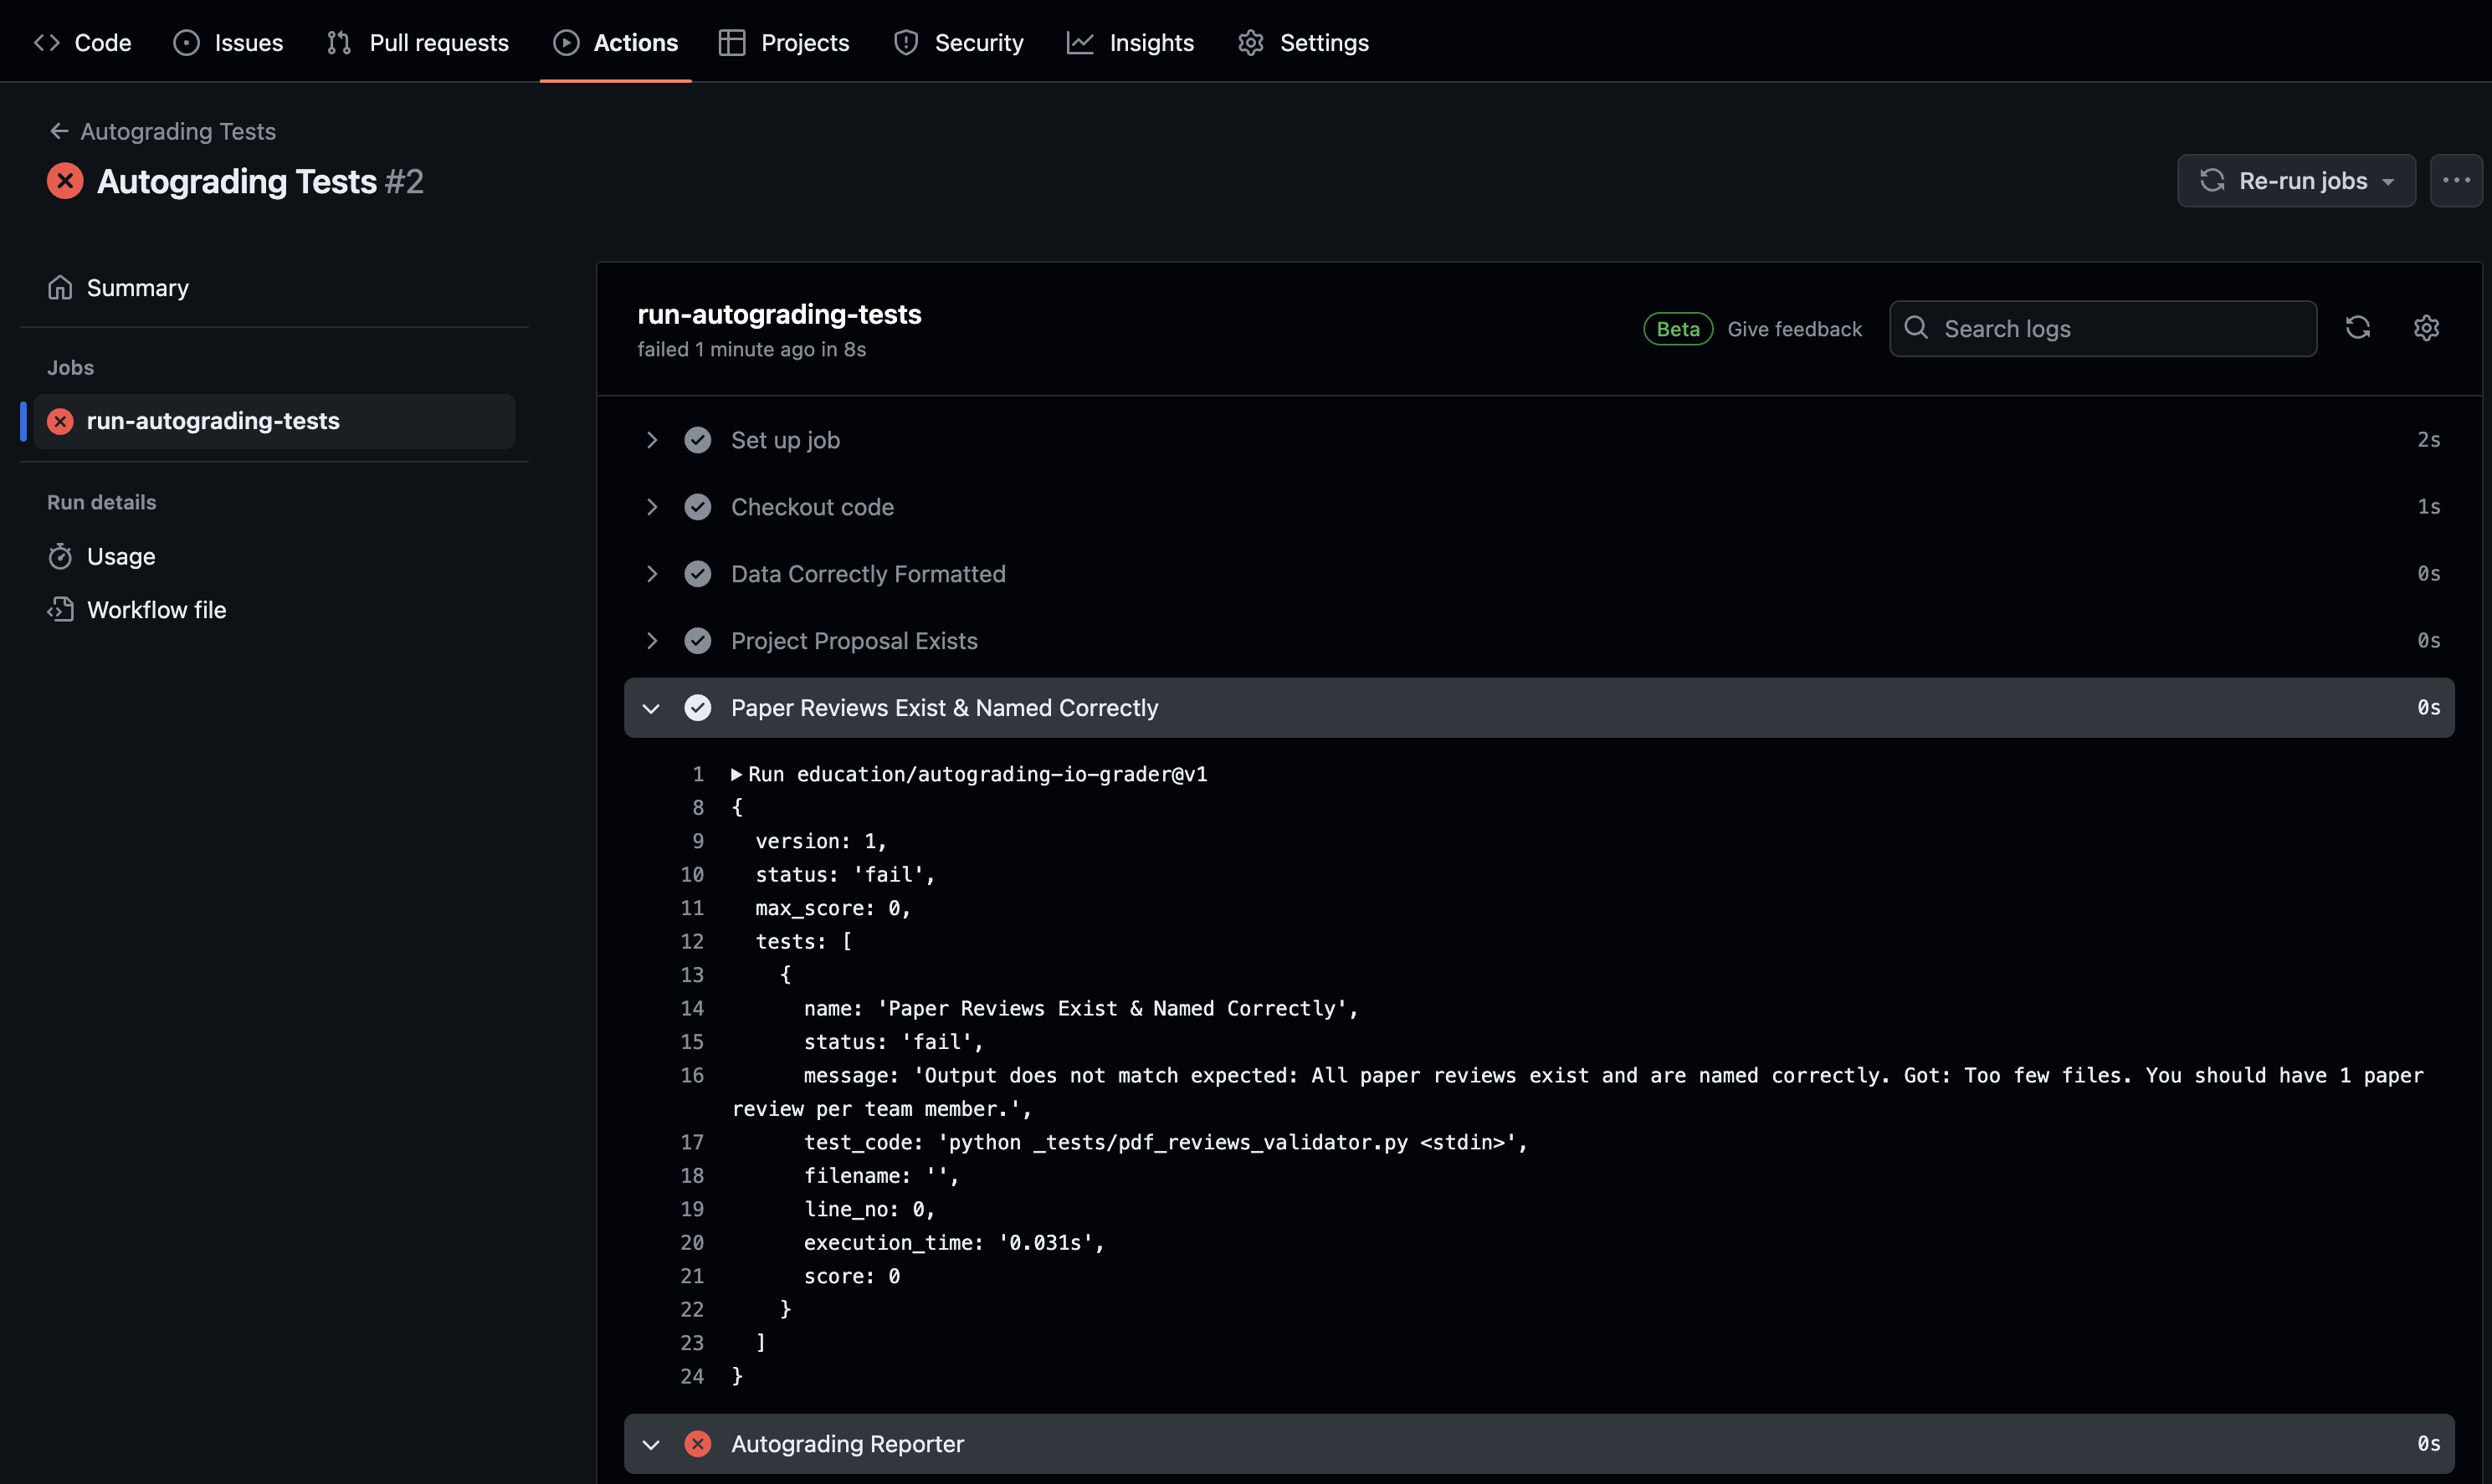 Code Issues Pull requests Actions Projects Security Insights Settings
Autograding Tests
Autograding Tests #2
Re-run jobs
Summary
Jobs
run-autograding-tests
Run details
Usage
Workflow file
run-autograding-tests
failed 1 minute ago in 8s
Beta Give feedback Search logs
Set up job 2s
Checkout code 1s
Data Correctly Formatted 0s
Project Proposal Exists 0s
Paper Reviews Exist & Named Correctly 0s
1 Run education/autograding-io-grader@v1
8 {
9 version: 1,
10 status: 'fail',
11 max_score: 0,
12 tests: [
13 {
14 name: 'Paper Reviews Exist & Named Correctly',
15 status: 'fail',
16 message: 'Output does not match expected: All paper reviews exist and are named correctly. Got: Too few files. You should have 1 paper
review per team member.',
17 test_code: 'python _tests/pdf_reviews_validator.py <stdin>',
18 filename: '',
19 line_no: 0,
20 execution_time: '0.031s',
21 score: 0
22 }
23 ]
24 }
Autograding Reporter 0s